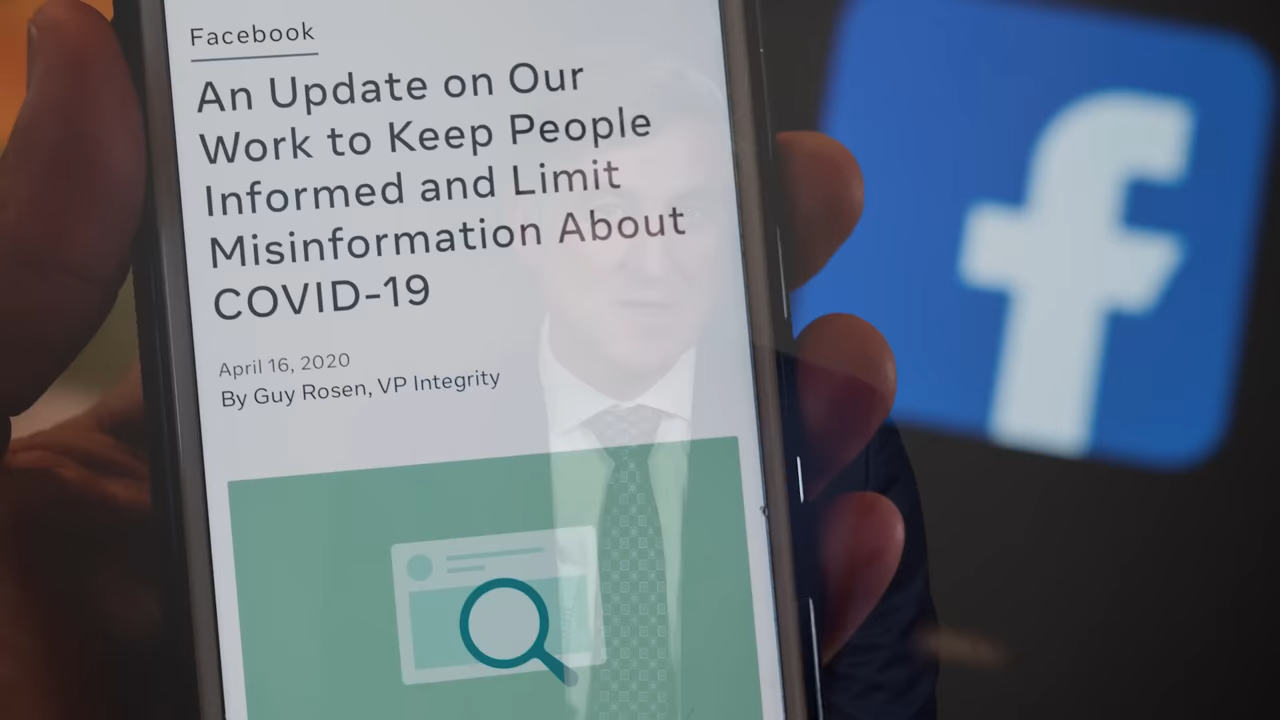 Facebook
An Update on Our
Work to Keep People
Informed and Limit
Misinformation About
COVID-19
April 16, 2020
By Guy Rosen, VP Integrity
f